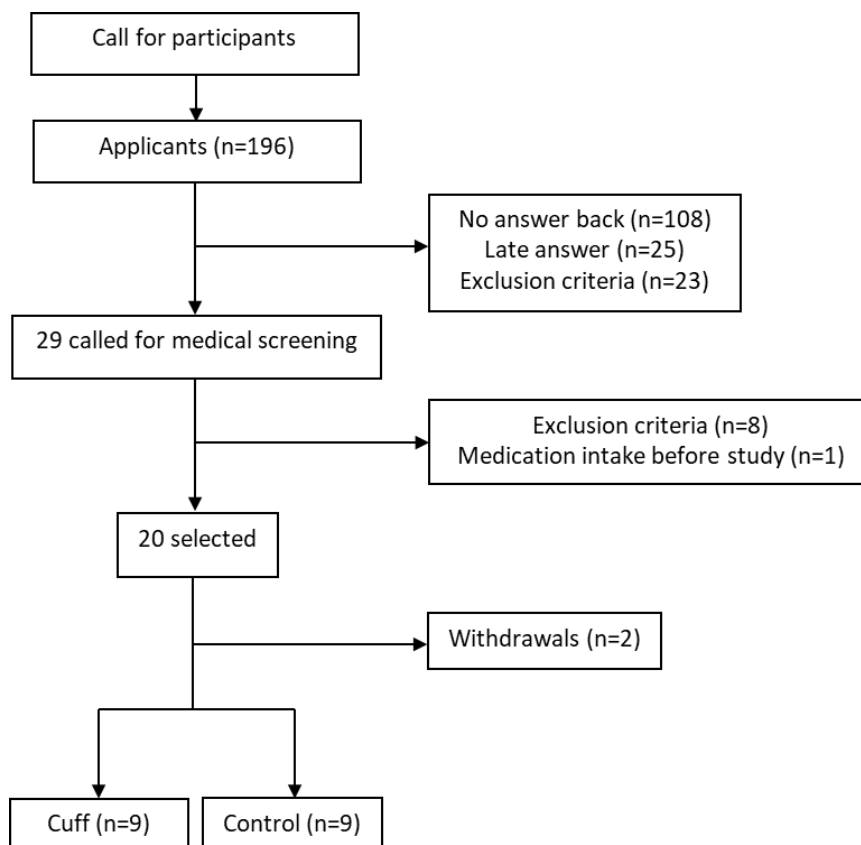 Call for participants
Applicants (n=196)
No answer back (n=108)
Late answer (n=25)
Exclusion criteria (n=23)
29 called for medical screening
Exclusion criteria (n=8)
Medication intake before study (n=1)
20 selected
Withdrawals (n=2)
Cuff (n=9)
Control (n=9)